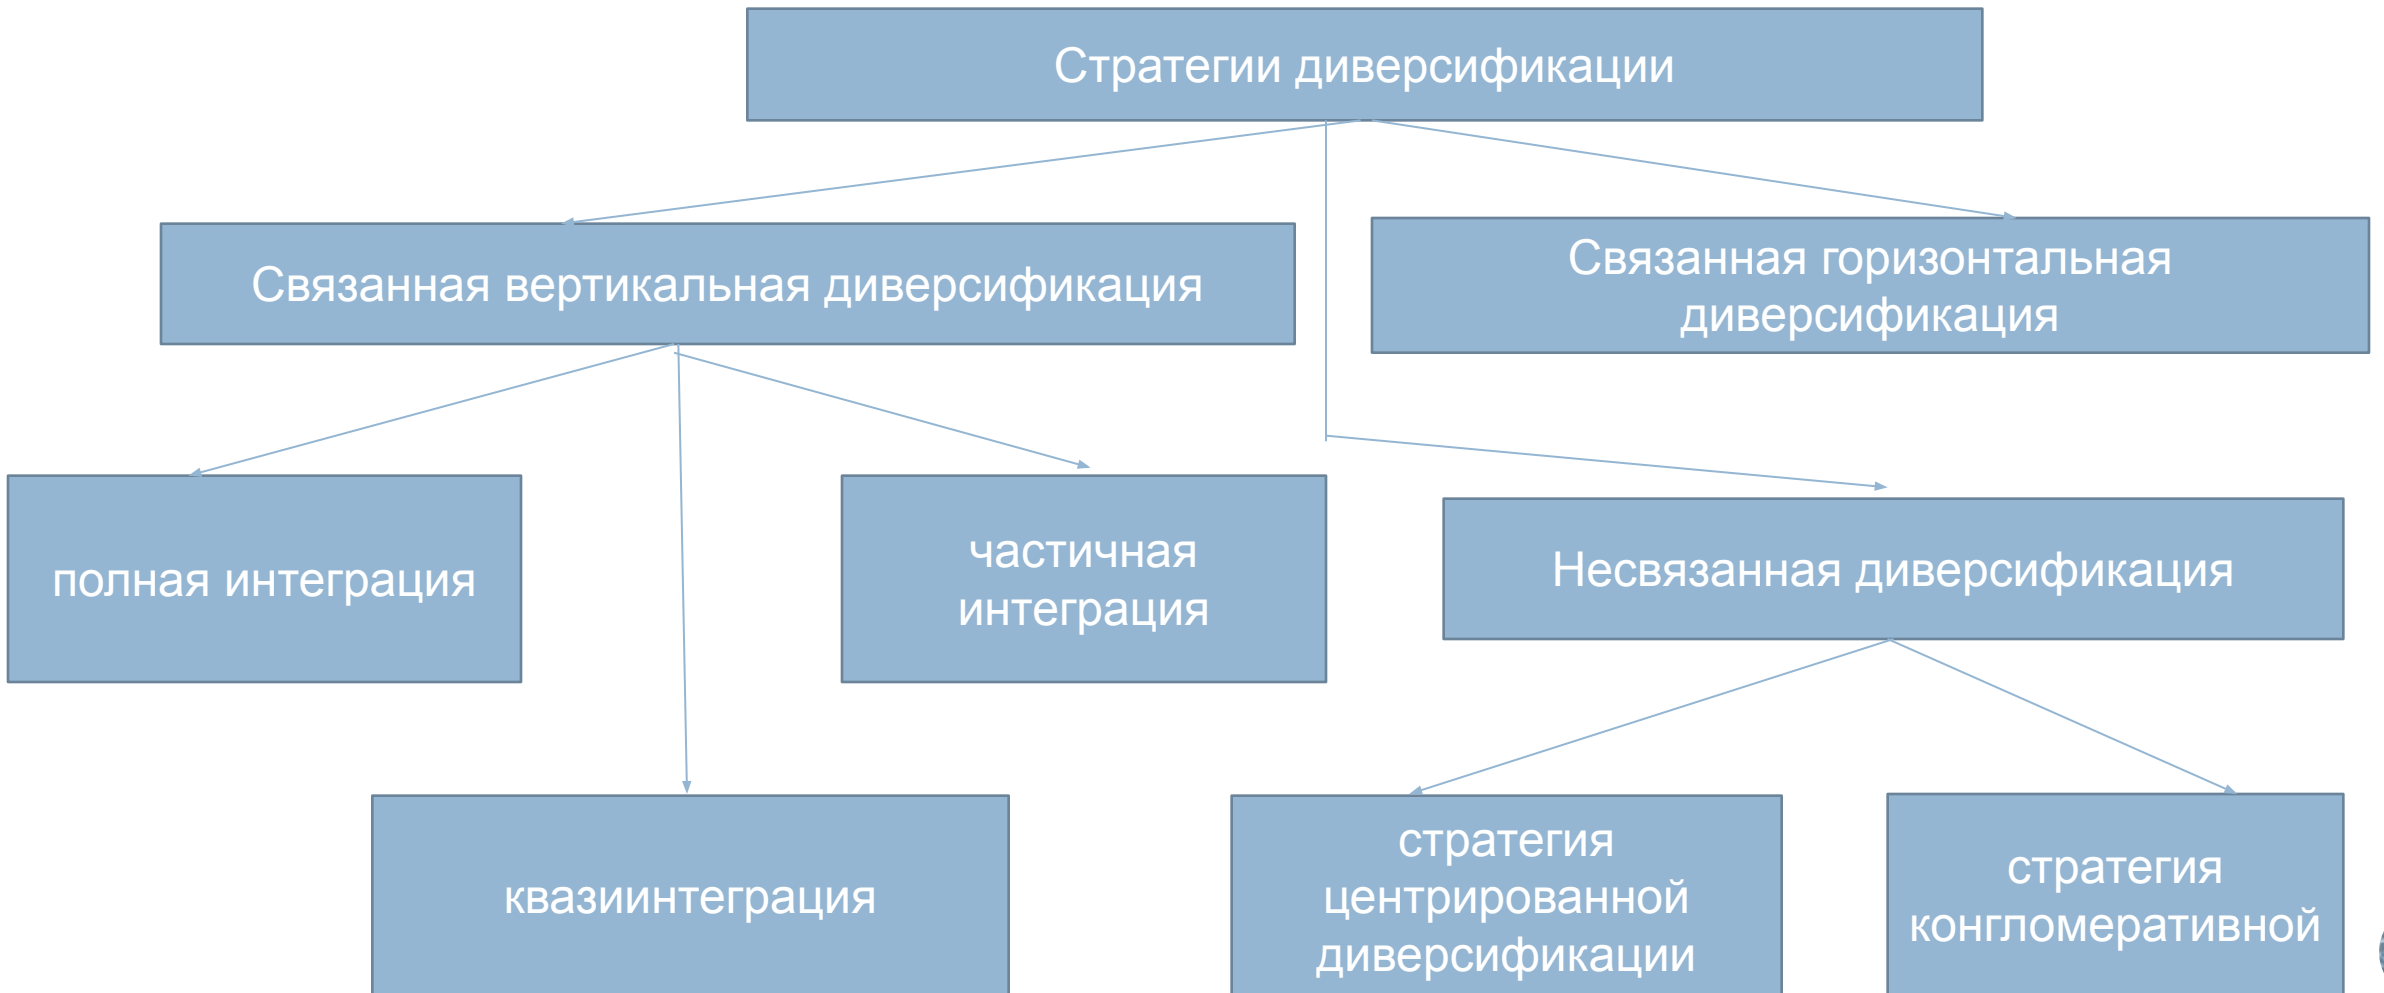 Стратегии диверсификации
Связанная вертикальная диверсификация
Связанная горизонтальная
диверсификация
полная интеграция
частичная
интеграция
Несвязанная диверсификация
квазиинтеграция
стратегия
центрированной
диверсификации
стратегия
конгломеративной